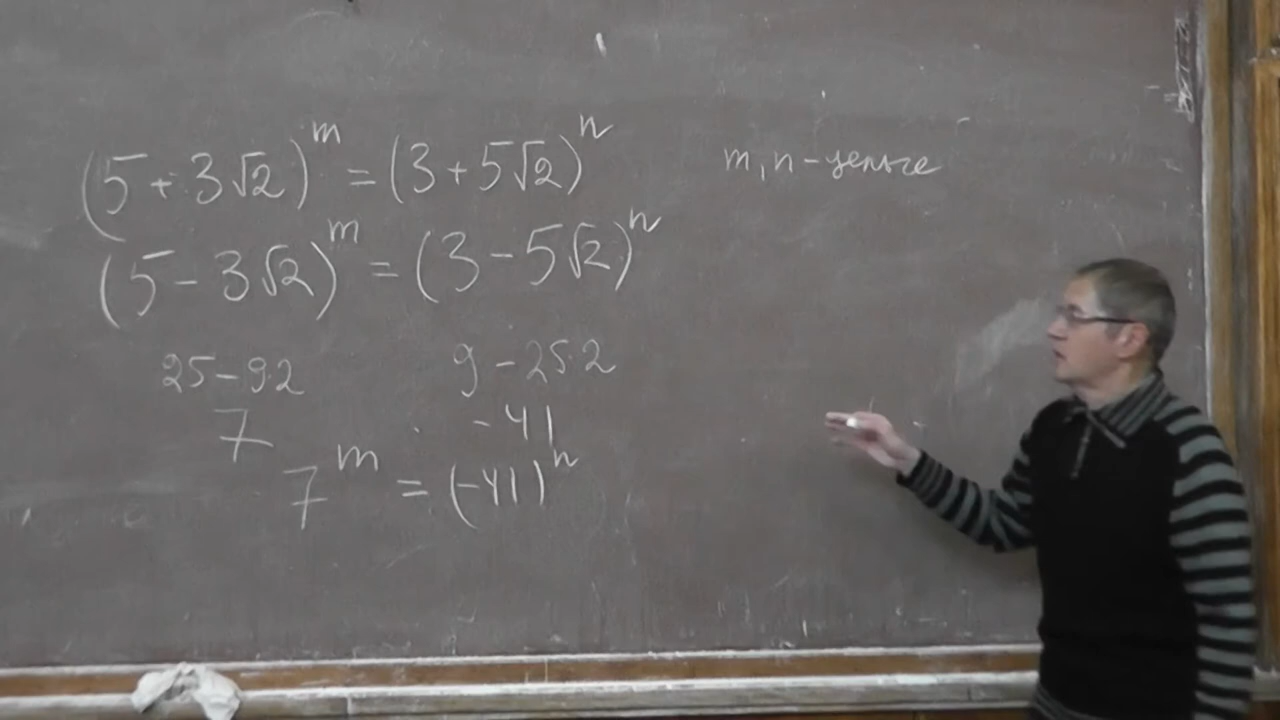 (5 + 3√2)^m = (3 + 5√2)^n m, n - целые
(5 - 3√2)^m = (3 - 5√2)^n
25 - 9·2 9 - 25·2
7 - 41
7^m = (-41)^n